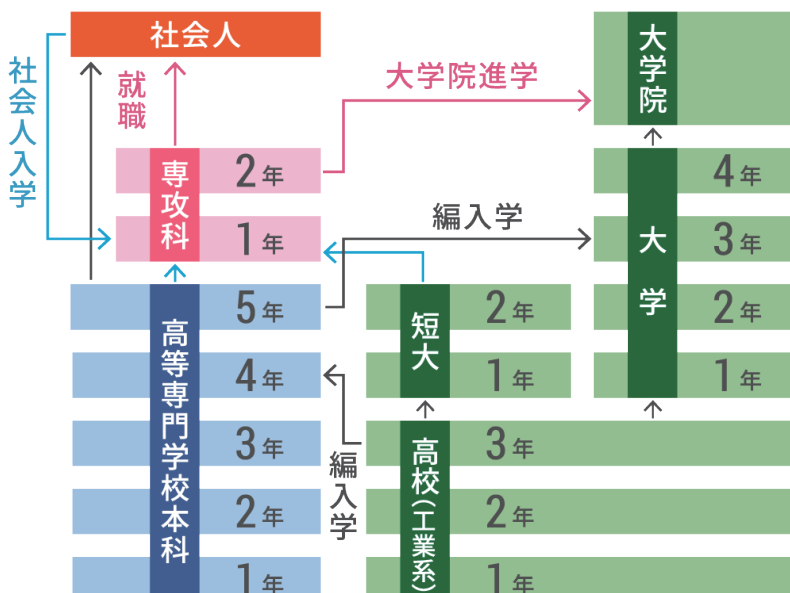 社会人
大学院
社会人入学
就職
大学院進学
専攻科
2年
1年
編入学
大学
4年
3年
2年
1年
高等専門学校本科
5年
4年
3年
2年
1年
編入学
短大
2年
1年
高校(工業系)
3年
2年
1年